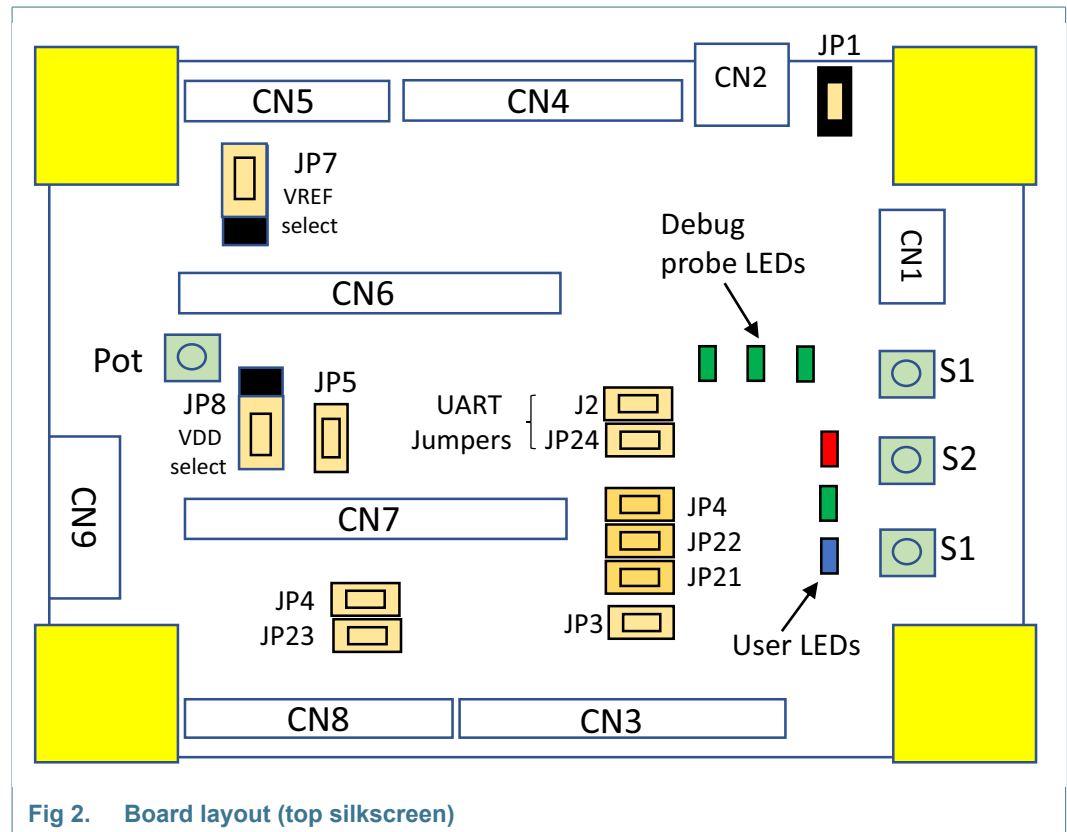 JP1
CN2
CN5
CN4
JP7
VREF
select
Debug
probe LEDs
CN1
CN6
Pot
JP8
VDD
select
JP5
UART
Jumpers
J2
JP24
S1
S2
CN9
CN7
JP4
JP22
JP21
S1
JP4
JP23
JP3
User LEDs
CN8
CN3
Fig 2. Board layout (top silkscreen)